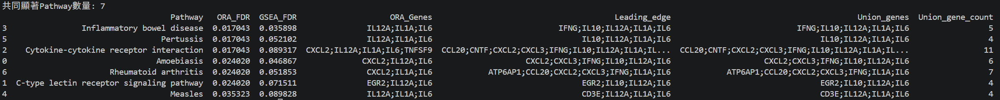 共同顯著Pathway數量: 7
Pathway ORA_FDR GSEA_FDR ORA_Genes Leading_edge Union_genes Union_gene_count
3 Inflammatory bowel disease 0.017043 0.035898 IL12A;IL1A;IL6 IFNG;IL10;IL12A;IL1A;IL6 IFNG;IL10;IL12A;IL1A;IL6 5
5 Pertussis 0.017043 0.052102 IL12A;IL1A;IL6 IL10;IL12A;IL1A;IL6 IL10;IL12A;IL1A;IL6 4
2 Cytokine-cytokine receptor interaction 0.017043 0.089317 CXCL2;IL12A;IL1A;IL6;TNFSF9 CCL20;CNTF;CXCL2;CXCL3;IFNG;IL10;IL12A;IL1A;IL... CCL20;CNTF;CXCL2;CXCL3;IFNG;IL10;IL12A;IL1A;IL... 11
0 Amoebiasis 0.024020 0.046867 CXCL2;IL12A;IL6 CXCL2;CXCL3;IFNG;IL10;IL12A;IL6 CXCL2;CXCL3;IFNG;IL10;IL12A;IL6 6
6 Rheumatoid arthritis 0.024020 0.051853 CXCL2;IL1A;IL6 ATP6AP1;CCL20;CXCL2;CXCL3;IFNG;IL1A;IL6 ATP6AP1;CCL20;CXCL2;CXCL3;IFNG;IL1A;IL6 7
1 C-type lectin receptor signaling pathway 0.024020 0.071511 EGR2;IL12A;IL6 EGR2;IL10;IL12A;IL6 EGR2;IL10;IL12A;IL6 4
4 Measles 0.035323 0.089828 IL12A;IL1A;IL6 CD3E;IL12A;IL1A;IL6 CD3E;IL12A;IL1A;IL6 4